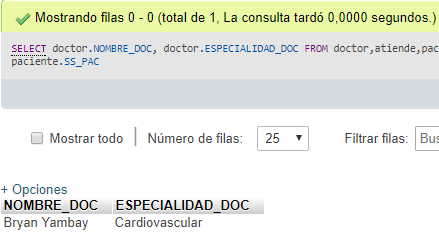 Mostrando filas 0 - 0 (total de 1, La consulta tardó 0,0000 segundos.)
SELECT doctor.NOMBRE_DOC, doctor.ESPECIALIDAD_DOC FROM doctor,atiende,pac
paciente.SS_PAC
Mostrar todo | Número de filas: 25 Filtrar filas: Bus
+ Opciones
NOMBRE_DOC ESPECIALIDAD_DOC
Bryan Yambay Cardiovascular